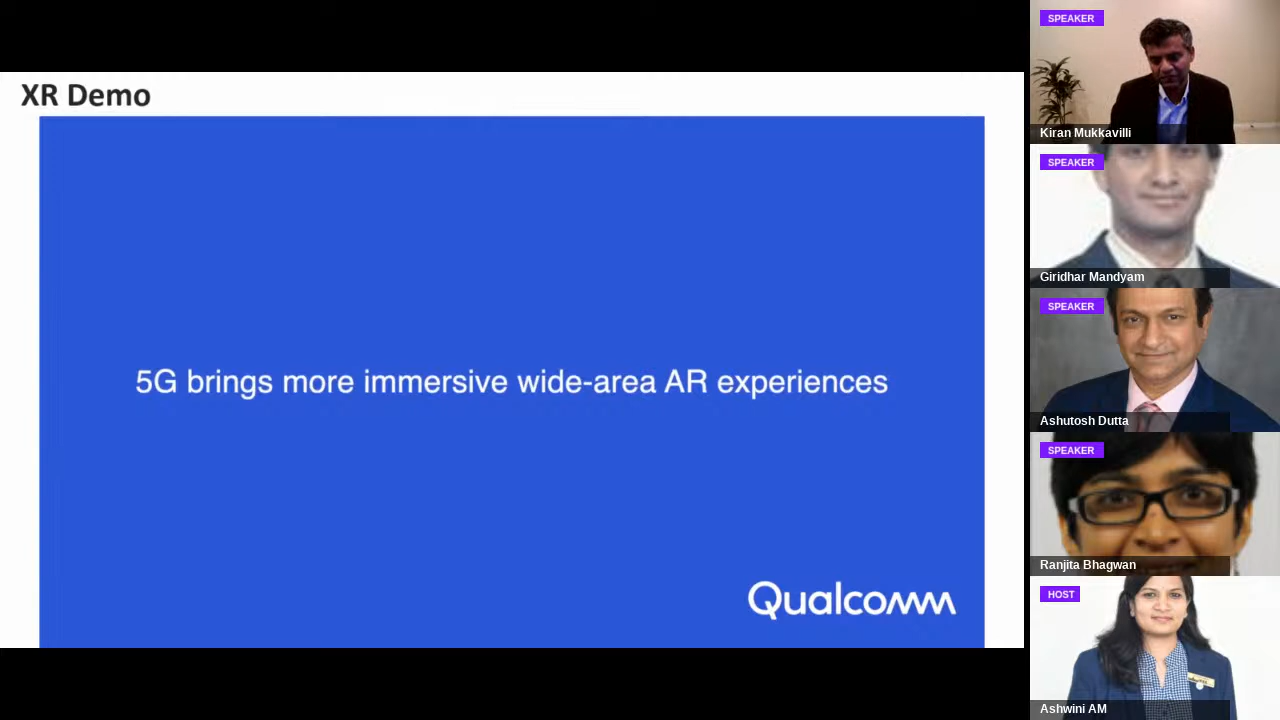 XR Demo
5G brings more immersive wide-area AR experiences
Qualcomm
SPEAKER
Kiran Mukkavilli
SPEAKER
Giridhar Mandyam
SPEAKER
Ashutosh Dutta
SPEAKER
Ranjita Bhagwan
HOST
Ashwini AM